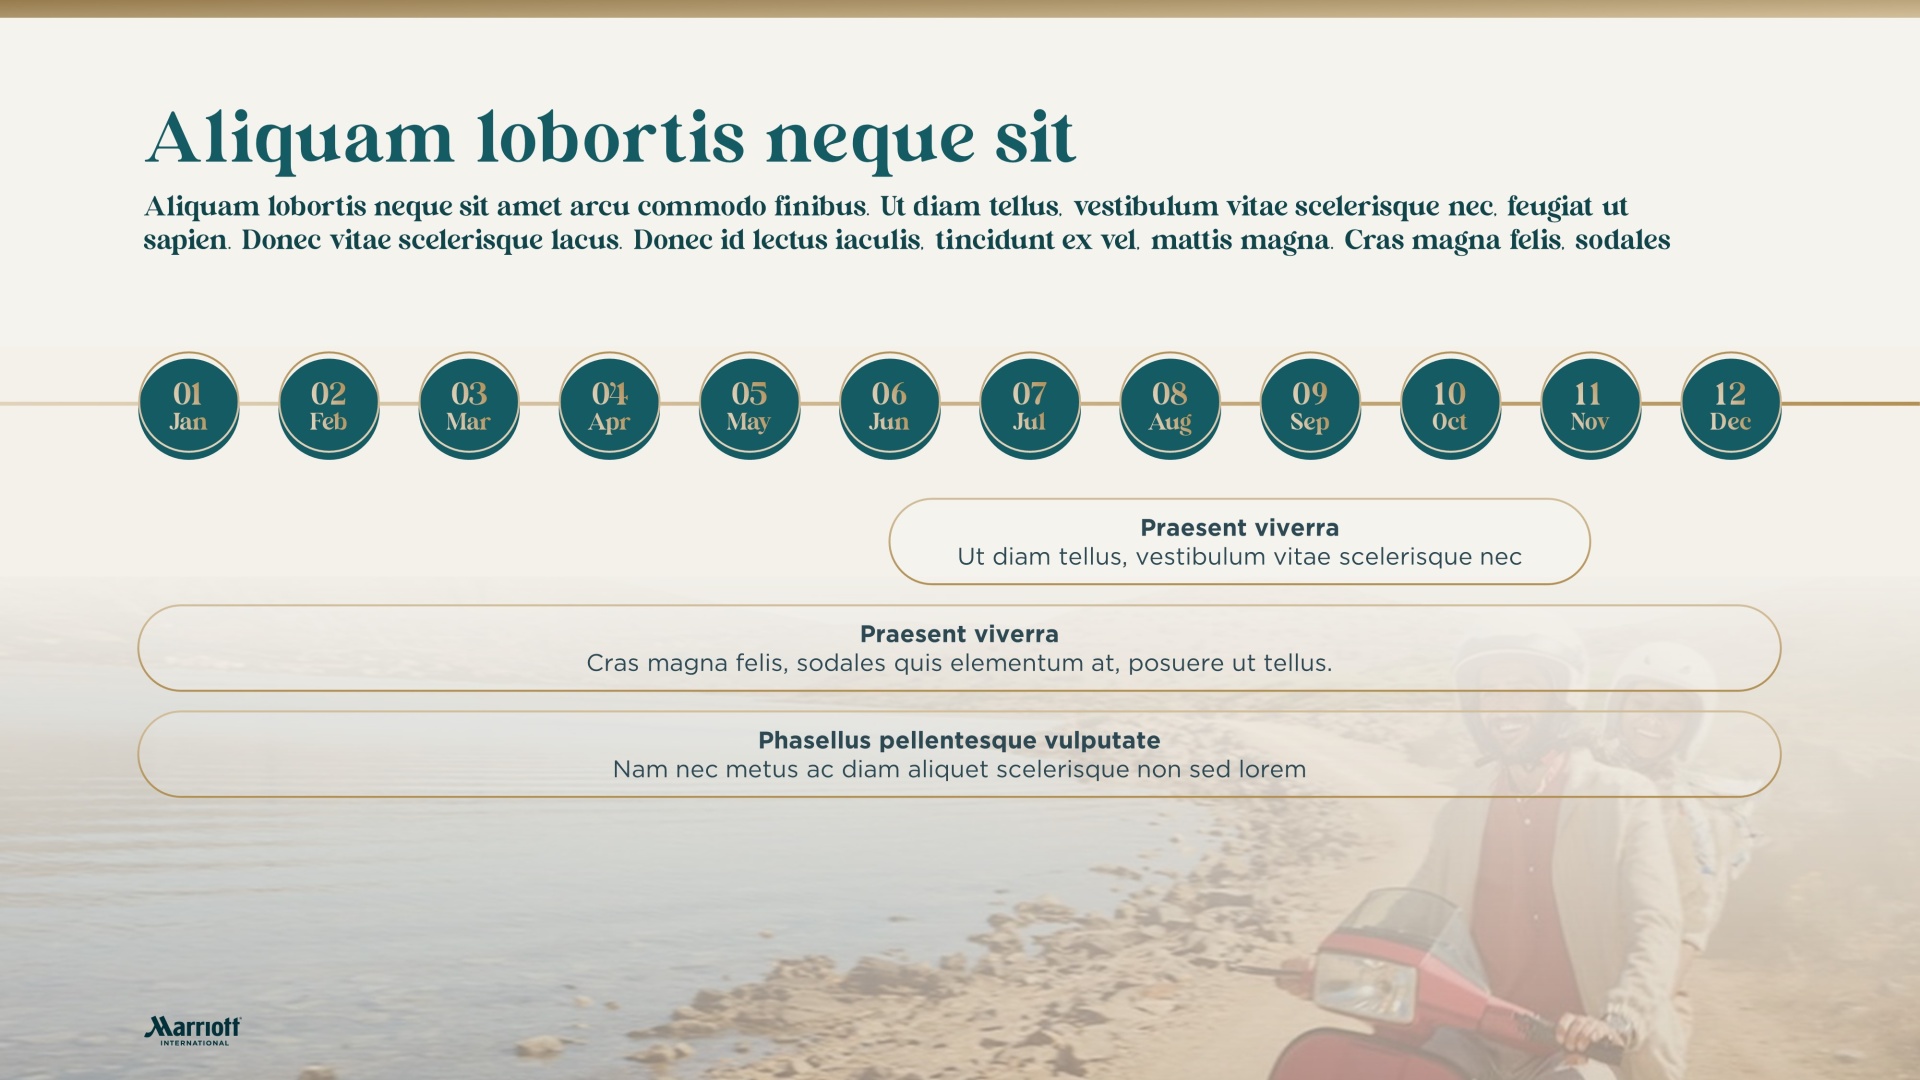 Aliquam lobortis neque sit
Aliquam lobortis neque sit amet arcu commodo finibus. Ut diam tellus, vestibulum vitae scelerisque nec, feugiat ut
sapien. Donec vitae scelerisque lacus. Donec id lectus iaculis, tincidunt ex vel, mattis magna. Cras magna felis, sodales
01 02 03 04 05 06 07 08 09 10 11 12
Jan Feb Mar Apr May Jun Jul Aug Sep Oct Nov Dec
Praesent viverra
Ut diam tellus, vestibulum vitae scelerisque nec
Praesent viverra
Cras magna felis, sodales quis elementum at, posuere ut tellus.
Phasellus pellentesque vulputate
Nam nec metus ac diam aliquet scelerisque non sed lorem
Marriott
INTERNATIONAL